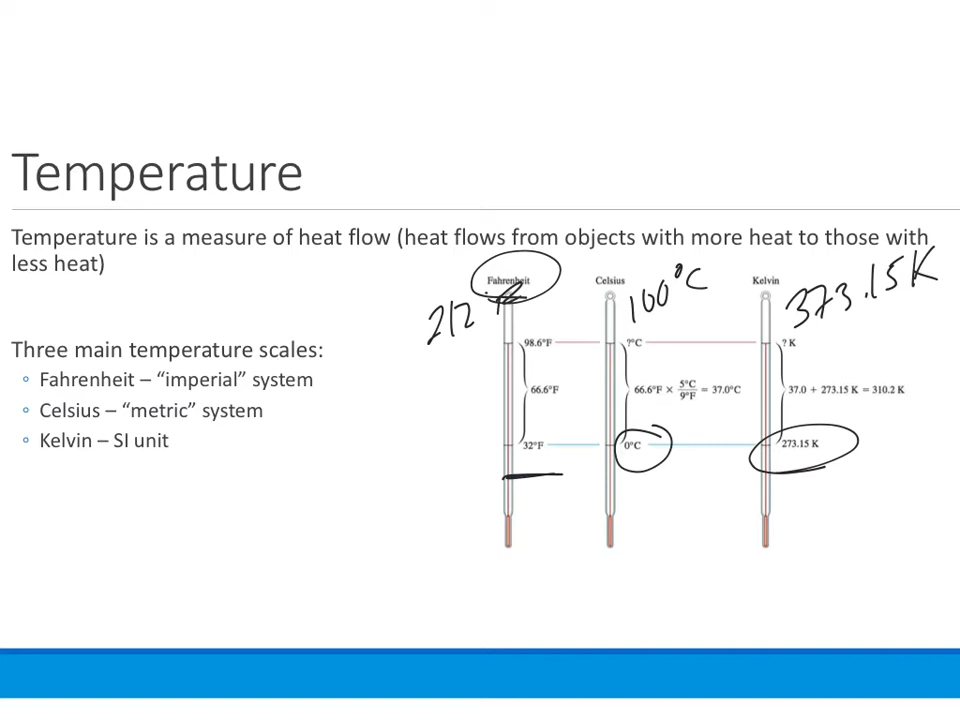 Temperature
Temperature is a measure of heat flow (heat flows from objects with more heat to those with
less heat)
Three main temperature scales:
◦ Fahrenheit – “imperial” system
◦ Celsius – “metric” system
◦ Kelvin – SI unit
Fahrenheit Celsius Kelvin
212 100°C 373.15K
98.6°F ?°C ? K
66.6°F 66.6°F × 5°C/9°F = 37.0°C 37.0 + 273.15 K = 310.2 K
32°F 0°C 273.15 K